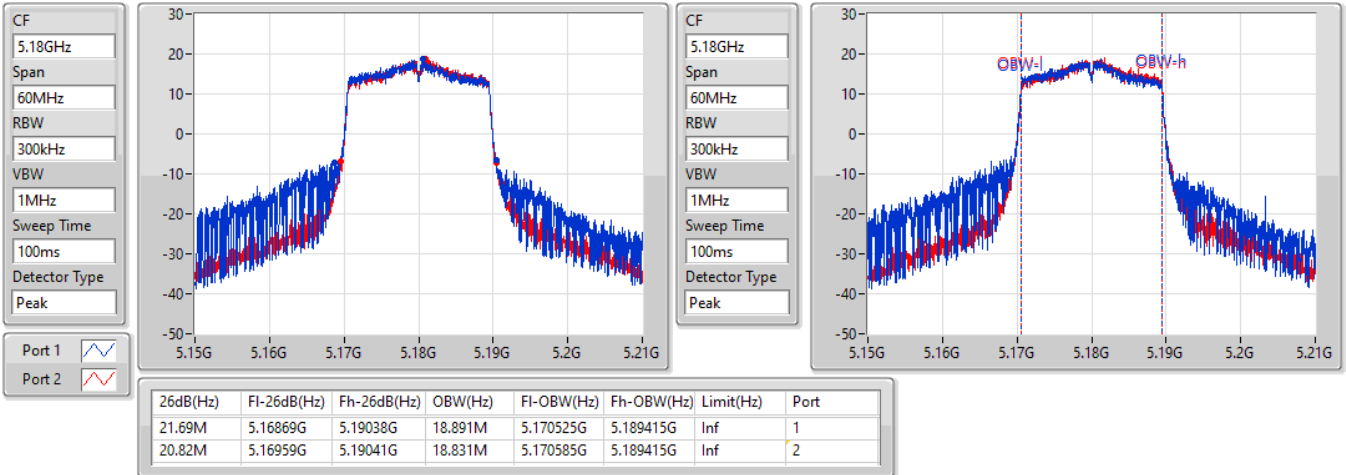 CF
5.18GHz
Span
60MHz
RBW
300kHz
VBW
1MHz
Sweep Time
100ms
Detector Type
Peak
30
20
10
0
-10
-20
-30
-40
-50
5.15G 5.16G 5.17G 5.18G 5.19G 5.2G 5.21G
CF
5.18GHz
Span
60MHz
RBW
300kHz
VBW
1MHz
Sweep Time
100ms
Detector Type
Peak
30
20
10
0
-10
-20
-30
-40
-50
OBW-l OBW-h
5.15G 5.16G 5.17G 5.18G 5.19G 5.2G 5.21G
Port 1
Port 2
26dB(Hz) Fl-26dB(Hz) Fh-26dB(Hz) OBW(Hz) Fl-OBW(Hz) Fh-OBW(Hz) Limit(Hz) Port
21.69M 5.16869G 5.19038G 18.891M 5.170525G 5.189415G Inf 1
20.82M 5.16959G 5.19041G 18.831M 5.170585G 5.189415G Inf 2